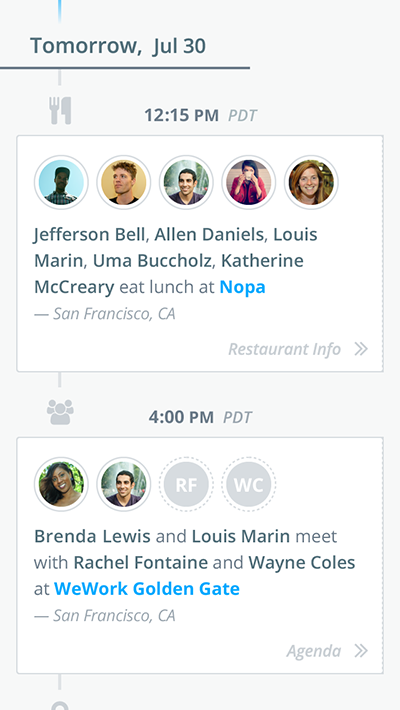 Tomorrow, Jul 30
12:15 PM PDT
Jefferson Bell, Allen Daniels, Louis
Marin, Uma Buccholz, Katherine
McCreary eat lunch at Nopa
— San Francisco, CA
Restaurant Info
4:00 PM PDT
RF WC
Brenda Lewis and Louis Marin meet
with Rachel Fontaine and Wayne Coles
at WeWork Golden Gate
— San Francisco, CA
Agenda